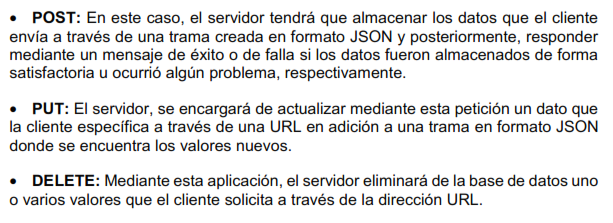 • POST: En este caso, el servidor tendrá que almacenar los datos que el cliente
envía a través de una trama creada en formato JSON y posteriormente, responder
mediante un mensaje de éxito o de falla si los datos fueron almacenados de forma
satisfactoria u ocurrió algún problema, respectivamente.
• PUT: El servidor, se encargará de actualizar mediante esta petición un dato que
la cliente específica a través de una URL en adición a una trama en formato JSON
donde se encuentra los valores nuevos.
• DELETE: Mediante esta aplicación, el servidor eliminará de la base de datos uno
o varios valores que el cliente solicita a través de la dirección URL.